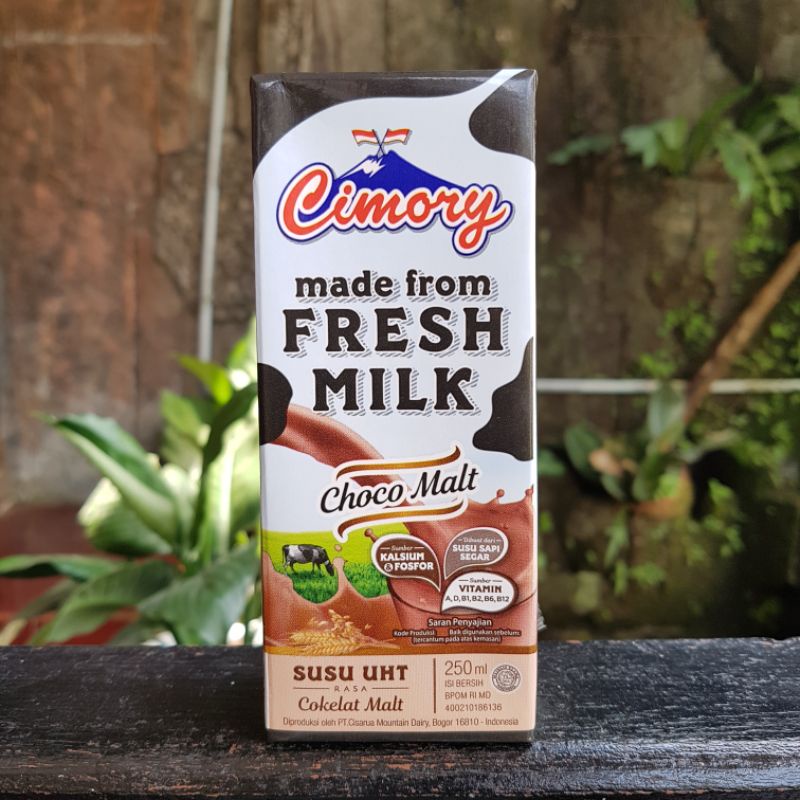 Cimory
made from
FRESH
MILK
Choco Malt
Sumber
KALSIUM
& FOSFOR
Dibuat dari
SUSU SAPI
SEGAR
Sumber
VITAMIN
A, D, B1, B2, B6, B12
Saran Penyajian
Kode Produksi
Baik digunakan sebelum:
(tercantum pada atas kemasan)
SUSU UHT
RASA
Cokelat Malt
250 ml
ISI BERSIH
BPOM RI MD
400210186136
Diproduksi oleh PT.Cisarua Mountain Dairy, Bogor 16810 - Indonesia